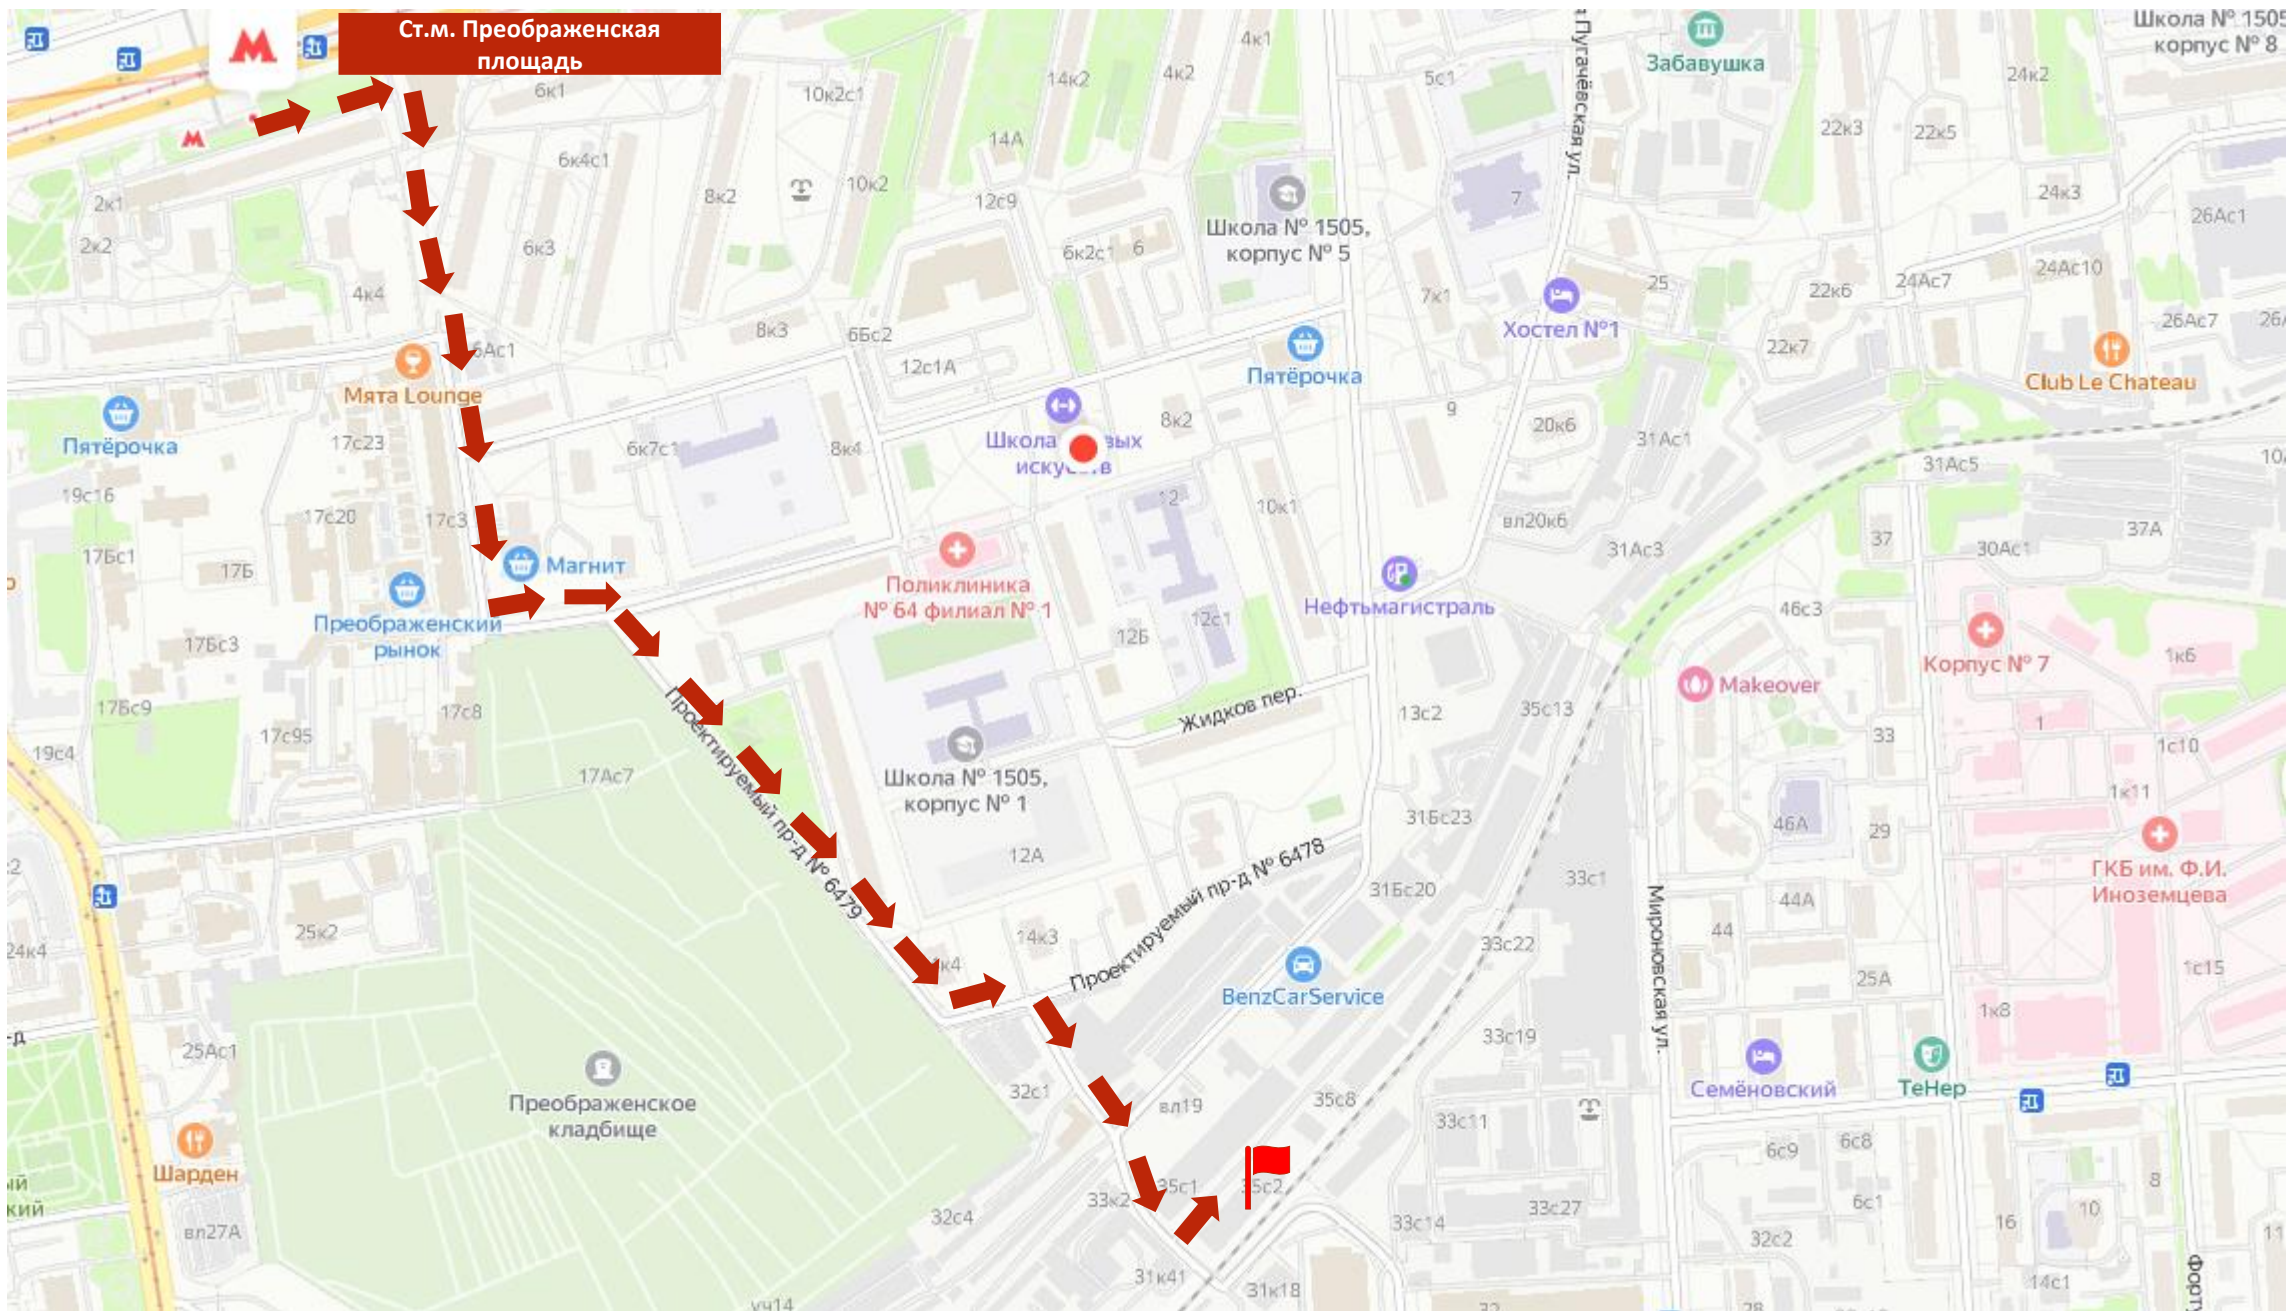 Ст.м. Преображенская
площадь
Школа № 1505
корпус № 8
Пугачёвская ул.
Забавушка
4к1
14к2
4к2
5с1
24к2
6к1
10к2с1
22к3
22к5
14А
6к4с1
8к2
10к2
12с9
7
24к3
26Ас1
2к1
2к2
6к3
6к2с1
6
Школа № 1505,
корпус № 5
4к4
7к1
25
22к6
24Ас7
24Ас10
8к3
6Бс2
Хостел №1
22к7
26Ас7
Мята Lounge
12с1А
Пятёрочка
Club Le Chateau
Пятёрочка
17с23
6к7с1
8к4
Школа
искусств
8к2
9
20к6
31Ас1
31Ас5
19с16
17с20
17с3
12
10к1
вл20к6
37А
17Бс1
17Б
Магнит
Поликлиника
№ 64 филиал № 1
31Ас3
37
30Ас1
Преображенский
рынок
Нефтьмагистраль
46с3
17Бс3
12Б
12с1
Корпус № 7
1к6
17Бс9
17с8
Жидков пер.
13с2
35с13
Makeover
1
19с4
17с95
33
1с10
17Ас7
Проектируемый пр-д № 6479
Школа № 1505,
корпус № 1
31Бс23
46А
29
1к11
12А
Проектируемый пр-д № 6478
31Бс20
33с1
Мироновская ул.
44А
ГКБ им. Ф.И.
Иноземцева
24к4
25к2
14к3
33с22
44
25А
1с15
BenzCarService
1к8
25Ас1
33с19
Преображенское
кладбище
32с1
вл19
35с8
33с11
Семёновский
ТеНер
Шарден
6с9
6с8
33к2
35с1
35с2
33с27
6с1
8
вл27А
32с4
33с14
32с2
16
10
11
31к41
31к18
14с1
уч14
32
28